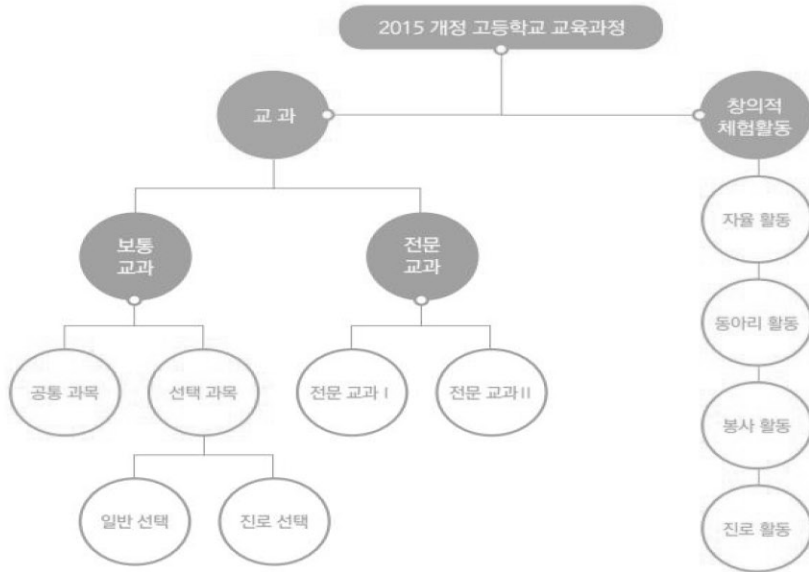 2015 개정 고등학교 교육과정
교 과
창의적
체험활동
보통
교과
전문
교과
자율 활동
동아리 활동
봉사 활동
진로 활동
공통 과목
선택 과목
전문 교과 I
전문 교과 II
일반 선택
진로 선택